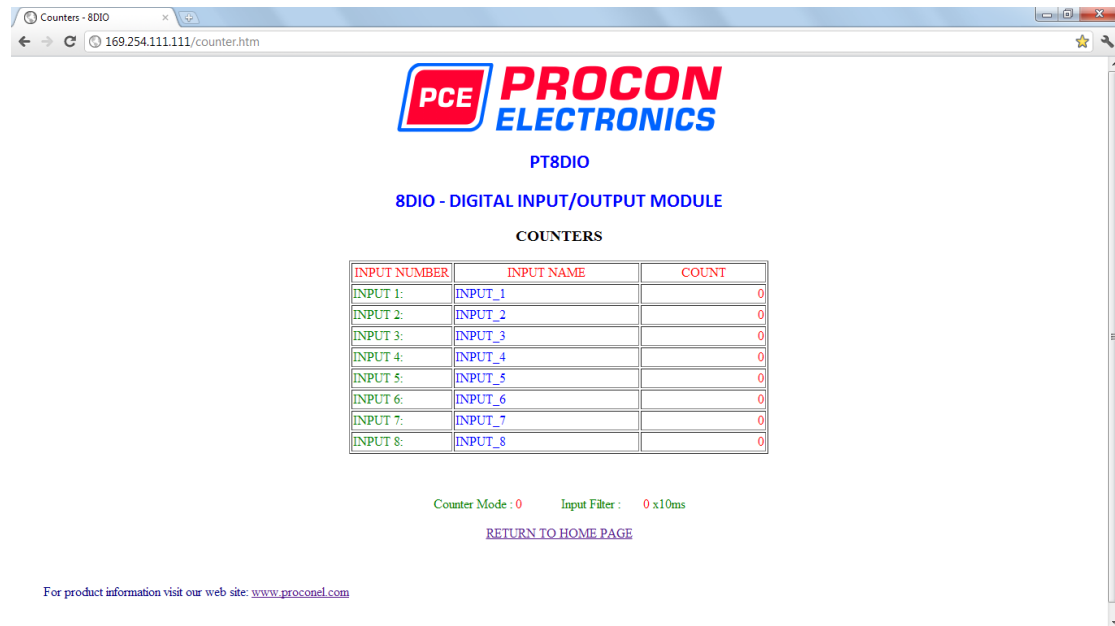 Counters - 8DIO
169.254.111.111/counter.htm
PCE PROCON
ELECTRONICS
PT8DIO
8DIO - DIGITAL INPUT/OUTPUT MODULE
COUNTERS
INPUT NUMBER INPUT NAME COUNT
INPUT 1: INPUT_1 0
INPUT 2: INPUT_2 0
INPUT 3: INPUT_3 0
INPUT 4: INPUT_4 0
INPUT 5: INPUT_5 0
INPUT 6: INPUT_6 0
INPUT 7: INPUT_7 0
INPUT 8: INPUT_8 0
Counter Mode : 0 Input Filter : 0 x10ms
RETURN TO HOME PAGE
For product information visit our web site: www.proconel.com